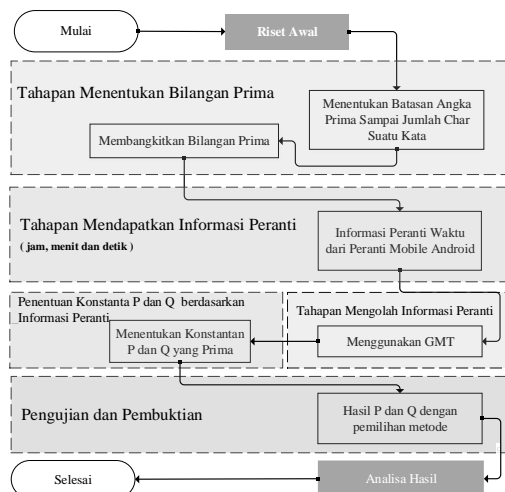 Mulai
Riset Awal
Tahapan Menentukan Bilangan Prima
Menentukan Batasan Angka
Prima Sampai Jumlah Char
Suatu Kata
Membangkitkan Bilangan Prima
Tahapan Mendapatkan Informasi Peranti
( jam, menit dan detik )
Informasi Peranti Waktu
dari Peranti Mobile Android
Penentuan Konstanta P dan Q berdasarkan
Informasi Peranti
Tahapan Mengolah Informasi Peranti
Menentukan Konstantan
P dan Q yang Prima
Menggunakan GMT
Pengujian dan Pembuktian
Hasil P dan Q dengan
pemilihan metode
Selesai
Analisa Hasil